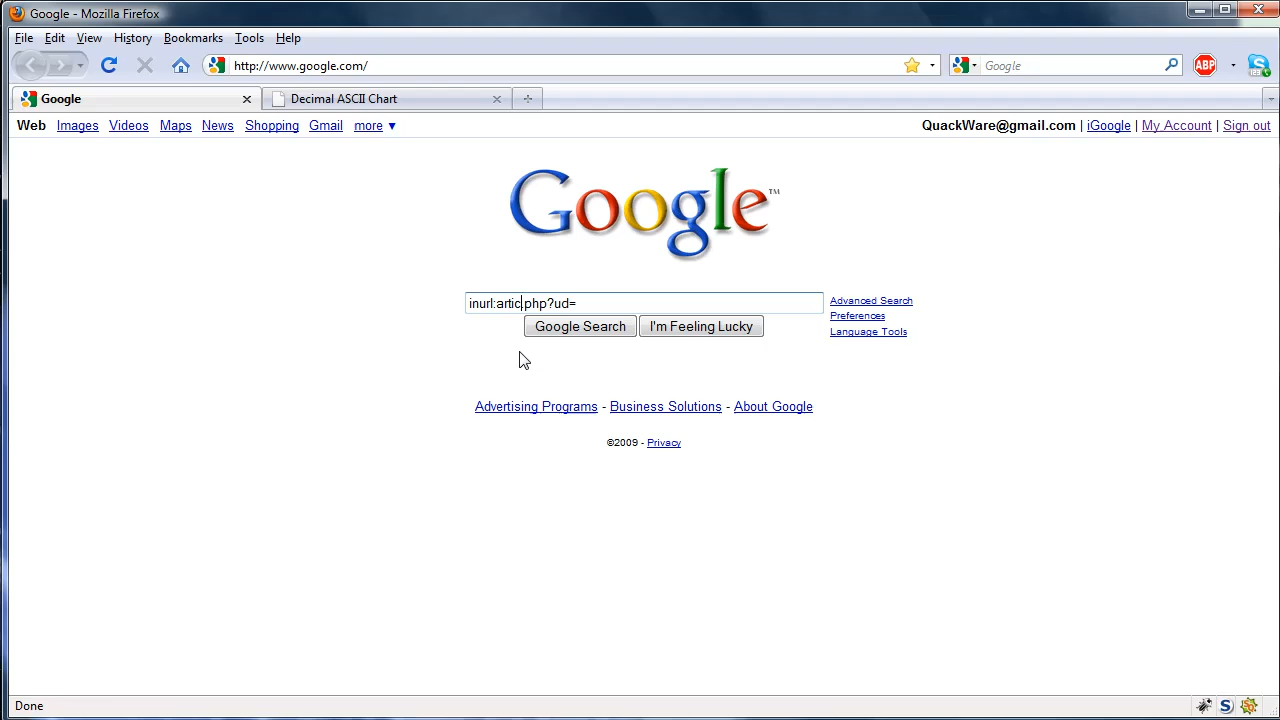 Google - Mozilla Firefox
File Edit View History Bookmarks Tools Help
http://www.google.com/ Google ABP
Google Decimal ASCII Chart
Web Images Videos Maps News Shopping Gmail more ▼ QuackWare@gmail.com | iGoogle | My Account | Sign out
Google™
inurl:artic.php?ud= Advanced Search
Google Search I'm Feeling Lucky Preferences
Language Tools
Advertising Programs - Business Solutions - About Google
©2009 - Privacy
Done